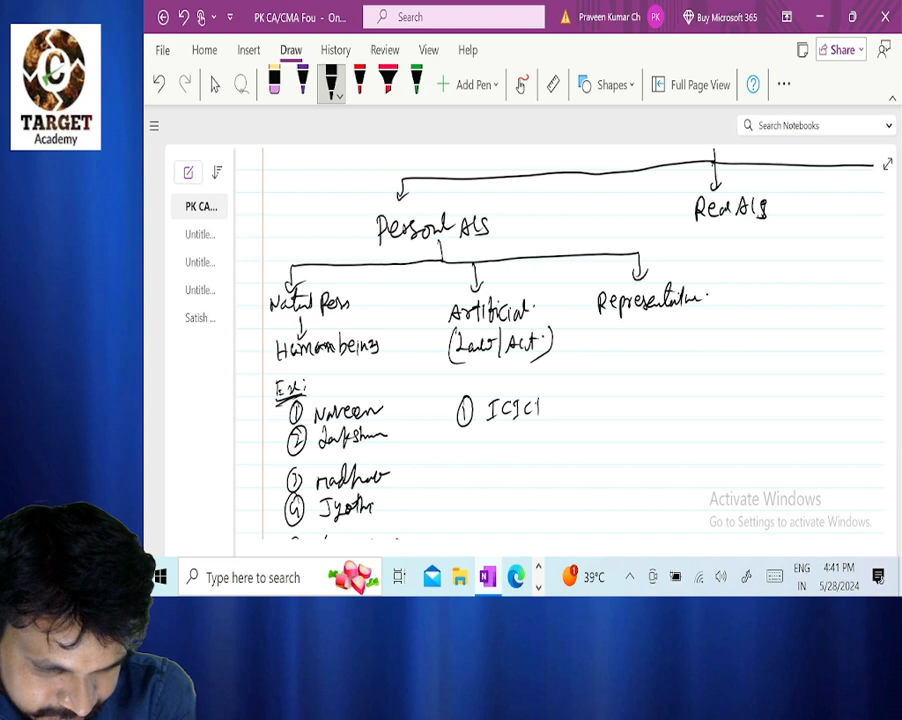 PK CA/CMA Fou - On...
Search
Praveen Kumar Ch
PK
Buy Microsoft 365
File Home Insert Draw History Review View Help
Share
Add Pen
Shapes
Full Page View
Search Notebooks
TARGET
Academy
PK CA...
Untitle...
Untitle...
Untitle...
Satish ...
Personal A/Cs
Real A/cs
Natural Pers
Artificial
Representative
Human beings
(Law/Act)
Ex:
① Naveen
① ICICI
② Lakshmi
③ Madhav
④ Jyothi
Activate Windows
Go to Settings to activate Windows.
Type here to search
39°C
ENG
IN
4:41 PM
5/28/2024